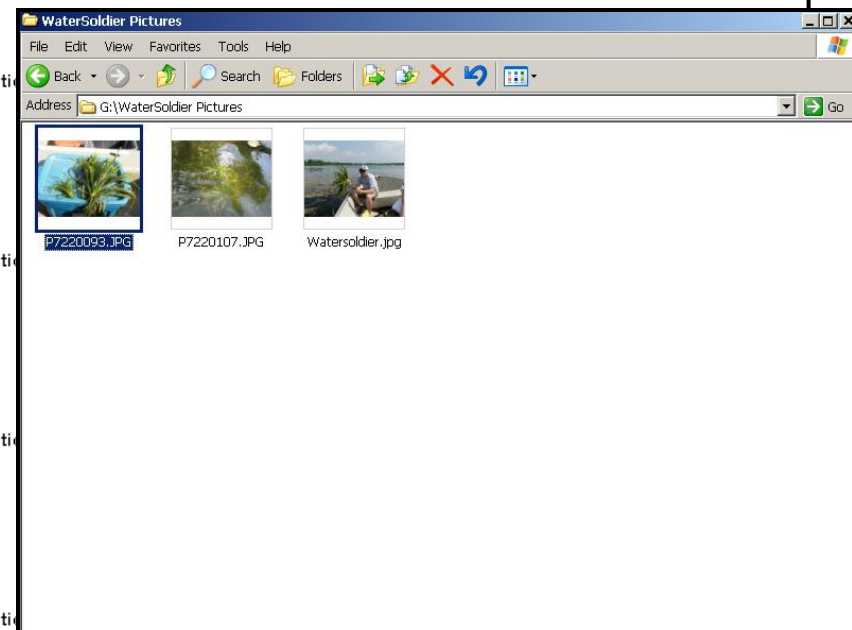 WaterSoldier Pictures
File Edit View Favorites Tools Help
Back Search Folders
Address G:\WaterSoldier Pictures Go
P7220093.JPG P7220107.JPG Watersoldier.jpg